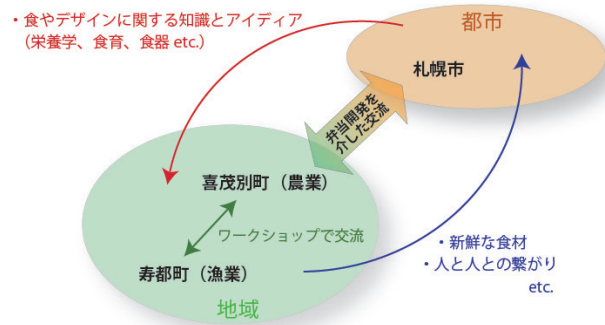 ・食やデザインに関する知識とアイディア
（栄養学、食育、食器 etc.）
都市
札幌市
弁当開発を
介した交流
喜茂別町（農業）
ワークショップで交流
寿都町（漁業）
地域
・新鮮な食材
・人と人との繋がり
etc.